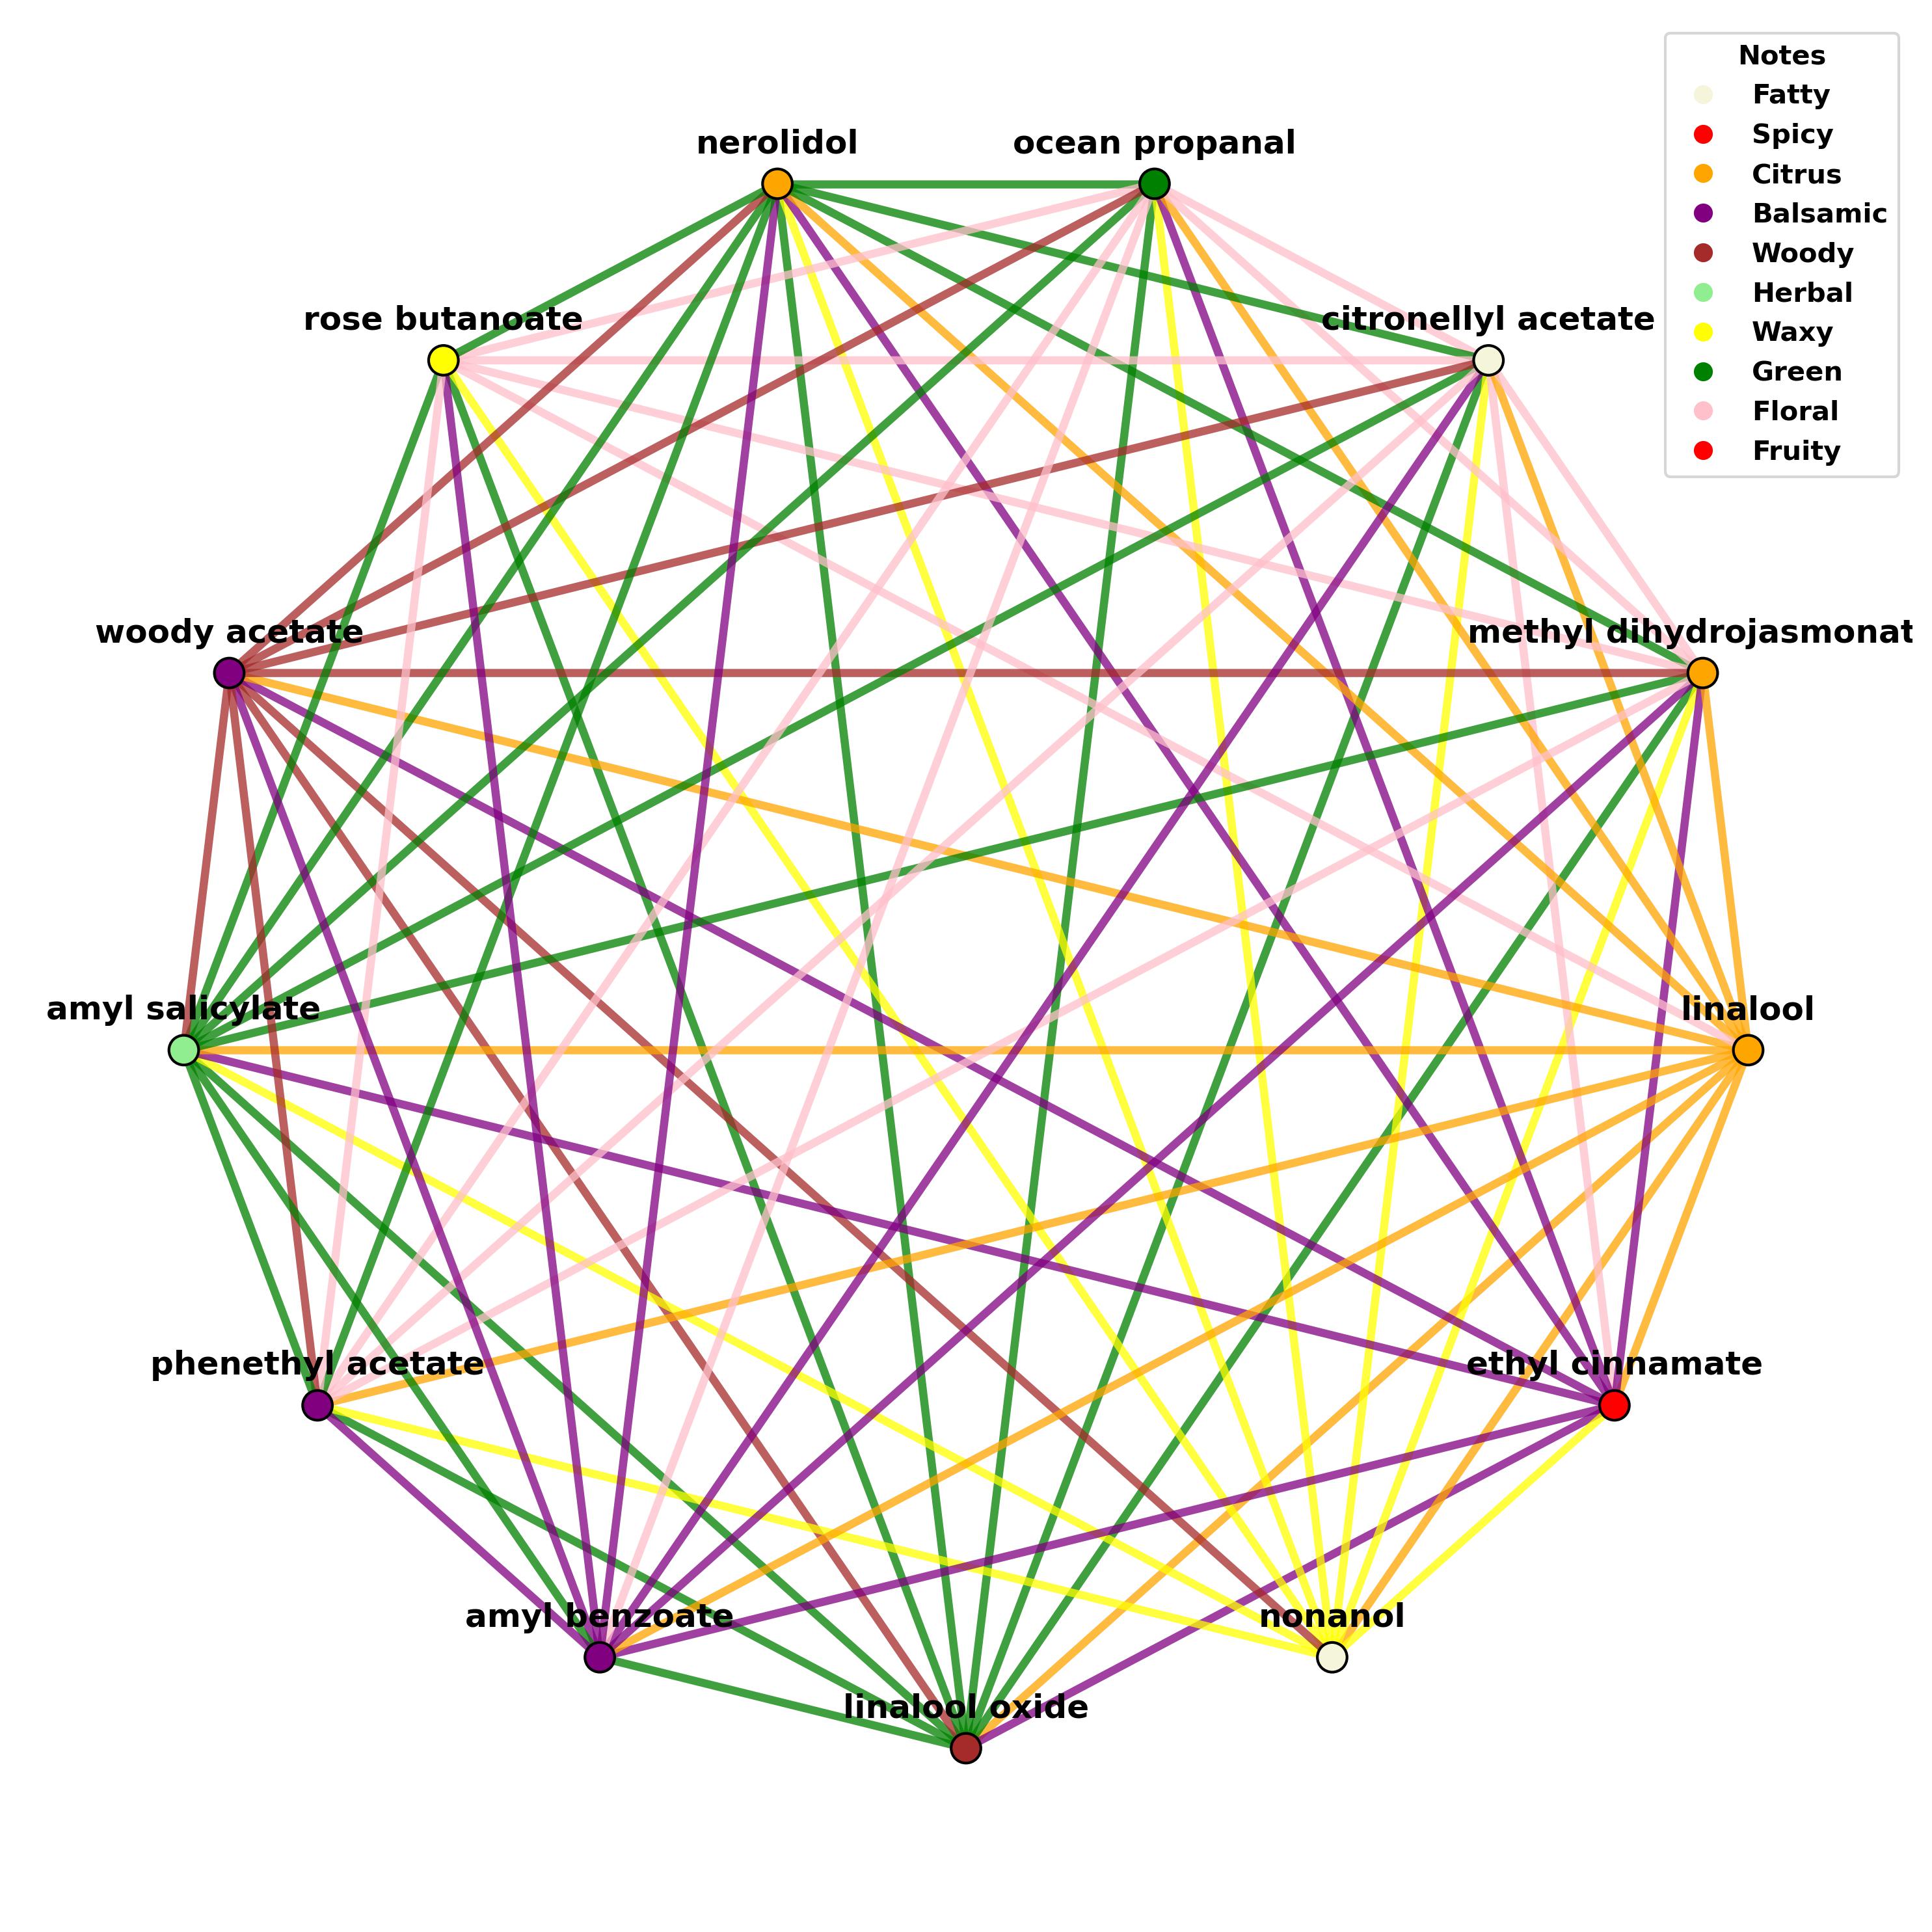 Notes
Fatty
Spicy
Citrus
Balsamic
Woody
Herbal
Waxy
Green
Floral
Fruity
nerolidol
ocean propanal
rose butanoate
citronellyl acetate
woody acetate
methyl dihydrojasmonat
amyl salicylate
linalool
phenethyl acetate
ethyl cinnamate
amyl benzoate
nonanol
linalool oxide